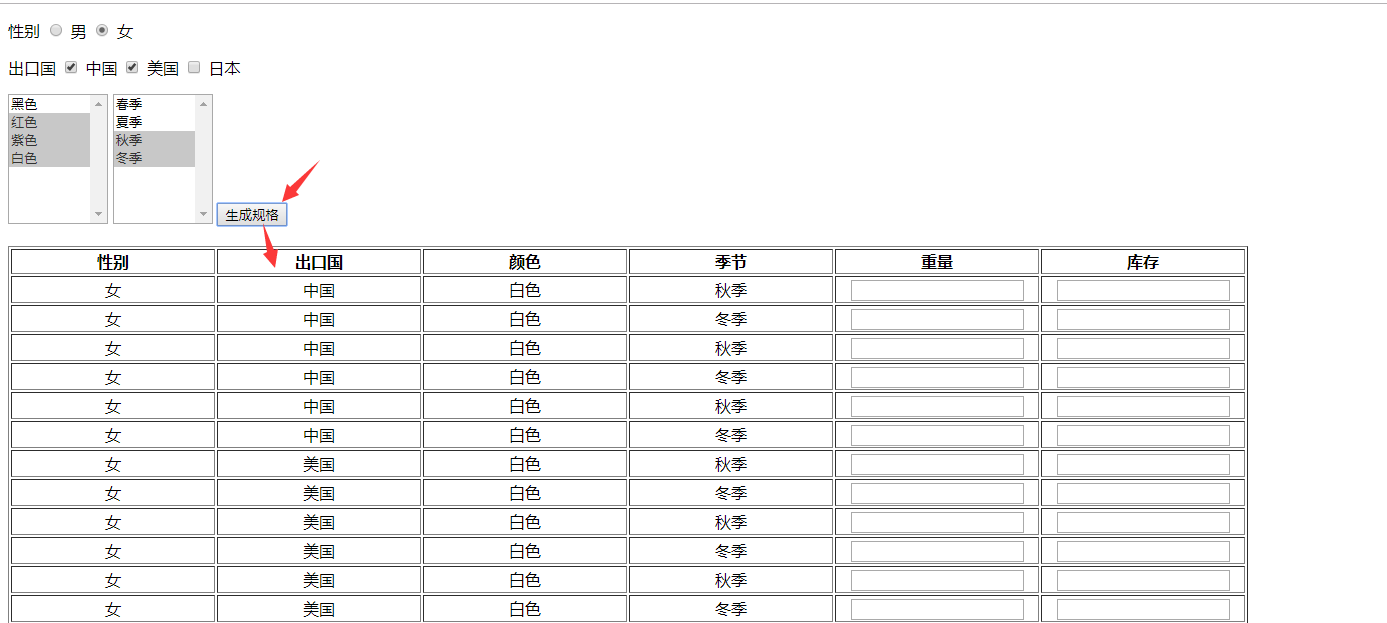 性别 男 女
出口国 中国 美国 日本
黑色 春季
红色 夏季
紫色 秋季
白色 冬季
生成规格
性别 出口国 颜色 季节 重量 库存
女 中国 白色 秋季
女 中国 白色 冬季
女 中国 白色 秋季
女 中国 白色 冬季
女 中国 白色 秋季
女 中国 白色 冬季
女 美国 白色 秋季
女 美国 白色 冬季
女 美国 白色 秋季
女 美国 白色 冬季
女 美国 白色 秋季
女 美国 白色 冬季